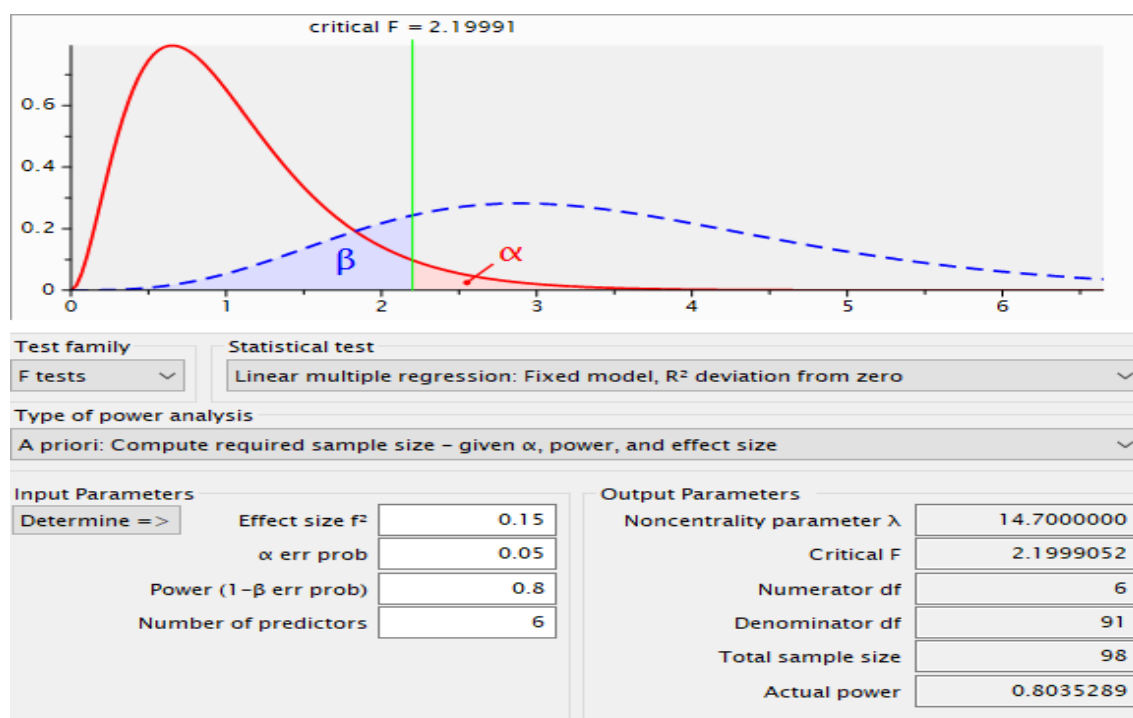 critical F = 2.19991
0.6
0.4
0.2
0
β
α
0 1 2 3 4 5 6
Test family Statistical test
F tests Linear multiple regression: Fixed model, R² deviation from zero
Type of power analysis
A priori: Compute required sample size – given α, power, and effect size
Input Parameters Output Parameters
Determine => Effect size f² 0.15 Noncentrality parameter λ 14.7000000
α err prob 0.05 Critical F 2.1999052
Power (1-β err prob) 0.8 Numerator df 6
Number of predictors 6 Denominator df 91
Total sample size 98
Actual power 0.8035289